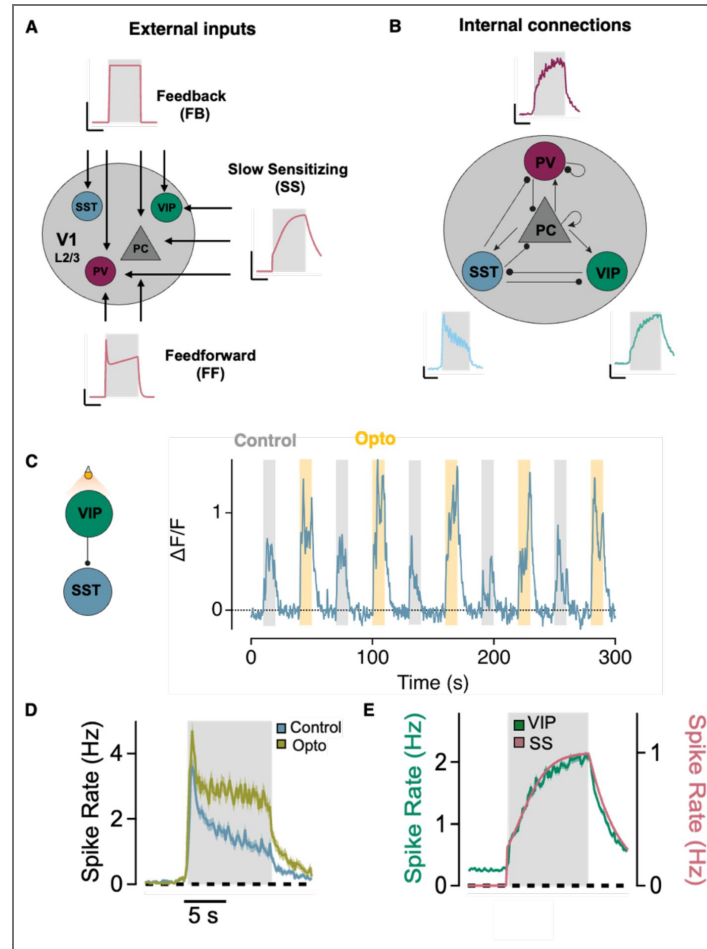 A
External inputs
Feedback
(FB)
Slow Sensitizing
(SS)
SST
VIP
V1
L2/3
PC
PV
Feedforward
(FF)
B
Internal connections
PV
PC
SST
VIP
C
VIP
SST
Control
Opto
ΔF/F
1
0
0
100
200
300
Time (s)
D
Control
Opto
Spike Rate (Hz)
4
2
0
5 s
E
VIP
SS
Spike Rate (Hz)
2
1
0
1
0
Spike Rate (Hz)